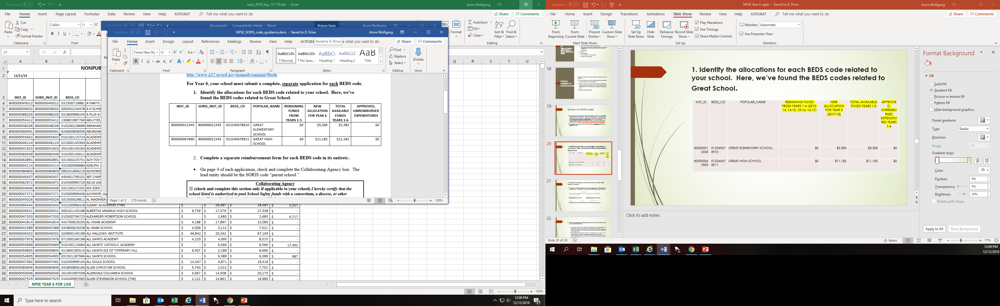 AutoSave Off
npse_2018_log_121119.xlsx - Excel
Anne Wolfgang
File Home Insert Page Layout Formulas Data Review View Help ACROBAT Tell me what you want to do
Share Comments
Paste
Cut
Copy
Format Painter
Clipboard
Calibri 11
B I U
Font
Format
AutoSum
Fill
Clear
Sort & Filter
Find & Select
Editing
J7
A B C Q R S T U
1 NONPUB
2 12/11/19
3 INST_ID SORIS_INST_ID BEDS_CD
4 800000045012 800000045012 331500716881 A FANTIS
5 800000039032 800000039032 500402226478 A H SCHRE
6 800000088203 800000088203 331800996245 A PLUS KI
7 800000053412 800000053412 130801997760 ABILITIES
8 800000048206 800000048206 310200228689 ABRAHAM
9 800000069491 800000069491 620600806056 ABUNDAN
10 800000055632 800000055632 010100115724 ACADEMY
11 800000046124 800000046124 321000145364 ACADEMY
12 800000041923 800000041923 353100145263 ACADEMY
13 800000060449 800000060449 310200145611 ACADEMY
14 800000063891 800000063891 331400225751 ACH TOV
15 800000034214 800000034214 332000996880 ADELPHI A
16 800000086803 800000086803 090201806219 ADIROND
17 800000040437 800000040437 440401759101 AEF CHAP
18 800000062972 800000062972 310400995720 AGILE LEA
19 800000044046 800000044046 332100227202 AHI EZER
20 800000047271 800000047271 310300999436 AICHHOR
21 800000045026 800000045026 331500629812 AL MADRASA
22 800000060444 800000060444 010100996428 ALBANY ACADEMIES (THE) $ - $ 28,487 $ 28,487 $ 5,557
23 800000039341 800000039341 500101145198 ALBERTUS MAGNUS HIGH SCHOOL $ 9,759 $ 17,579 $ 27,338 $ -
24 800000047333 800000047333 310300756725 ALEXANDER ROBERTSON SCHOOL $ - $ 2,683 $ 2,683 $ 6,717
25 800000042814 800000042814 342700629235 AL-IHSAN ACADEMY $ 4,188 $ 17,897 $ 22,085 $ -
26 800000042589 800000042589 342800629258 AL-IMAN SCHOOL $ 4,309 $ 3,212 $ 7,521 $ -
27 800000046332 800000046332 320900145199 ALL HALLOWS INSTITUTE $ 46,842 $ 20,262 $ 67,104 $ -
28 800000037976 800000037976 571000166198 ALL SAINTS ACADEMY $ 4,220 $ 4,095 $ 8,315 $ -
29 800000055669 800000055669 010100115684 ALL SAINTS' CATHOLIC ACADEMY $ - $ 6,566 $ 6,566 $ 17,462
30 800000059835 800000059835 421800185515 ALL SAINTS ELE OF TIPPERARY HILL $ 6,507 $ 2,189 $ 8,696 $ -
31 800000054905 800000054905 031501187966 ALL SAINTS SCHOOL $ - $ 6,389 $ 6,389 $ 987
32 800000047492 800000047492 310200999144 ALL SOULS SCHOOL $ 14,447 $ 4,871 $ 19,318 $ -
33 800000083846 800000083846 342800806166 ALLEN CHRISTIAN SCHOOL $ 5,740 $ 2,012 $ 7,752 $ -
34 800000050046 800000050046 261401997038 ALLENDALE COLUMBIA SCHOOL $ 5,667 $ 14,508 $ 20,175 $ -
35 800000047525 800000047525 310200997065 ALLEN-STEVENSON SCHOOL (THE) $ 2,122 $ 14,861 $ 16,983 $ -
NPSE YEAR 6 FOR LOG
100%
Type here to search
12:09 PM
12/12/2019
21
Document1 - Compatibility Mode - Word
Picture Tools
Anne Wolfgang
AutoSave Off
NPSE_SORIS_code_guidance.docx - Saved to Z: Drive
Anne Wolfgang
File Home Insert Design Layout References Mailings Review View Help ACROBA Saved to Z: Drive e what you want to do
Share Comments
Paste
Clipboard
Times New Ro 12
Font
Paragraph
AaBbCcDc ¶ Normal
AaBbCcDc ¶ No Spac...
AaBbCc Heading 1
AaBbCcE Heading 2
AaB Title
Styles
Find
Replace
Select
Editing
Dictate
Voice
http://www.p12.nysed.gov/nonpub/running/#beds
For Year 6, your school must submit a complete, separate application for each BEDS code.
1. Identify the allocations for each BEDS code related to your school. Here, we've
found the BEDS codes related to Great School.
INST_ID SORIS_INST_ID BEDS_CD POPULAR_NAME REMAINING FUNDS FROM YEARS 1-5 NEW ALLOCATION FOR YEAR 6 TOTAL AVAILABLE FUNDS YEARS 1-6 APPROVED, UNREIMBURSED EXPENDITURES
800000012345 800000012345 012345678910 GREAT ELEMENTARY SCHOOL $0 $5,385 $5,385 $0
800000067890 800000012345 012345678911 GREAT HIGH SCHOOL $0 $11,182 $11,182 $0
2. Complete a separate reimbursement form for each BEDS code in its entirety.
• On page 4 of each application, check and complete the Collaborating Agency box. The
lead entity should be the SORIS code "parent school."
Collaborating Agency
☒ (check and complete this section only if applicable to your school) I hereby certify that the
school listed is authorized to pool School Safety funds with a consortium, a diocese, or other
Page 1 of 2 579 words
100%
AutoSave Off
NPSE Year 6 .pptx - Saved to Z: Drive
Anne Wolfgang
File Home Insert Design Transitions Animations Slide Show Review View Help ACROBAT Tell me what you want to do
Share Comments
From Beginning
From Current Slide
Present Online
Custom Slide Show
Start Slide Show
Set Up Slide Show
Hide Slide
Rehearse Timings
Record Slide Show
Play Narrations
Use Timings
Show Media Controls
Set Up
Monitor: Automatic
Use Presenter View
Monitors
18
Projects ineligible for reimbursement
19
Schools with SORIS Codes
20
21
22
1. Identify the allocations for each BEDS code related to
your school. Here, we've found the BEDS codes related to
Great School.
INST_ID BEDS_CD POPULAR_NAME REMAINING FUNDS FROM YEARS 1-4 (2013-14, 14-15, 15-16, 16-17) NEW ALLOCATION FOR YEAR 5 (2017-18) TOTAL AVAILABLE FUNDS YEARS 1-5 APPROVED, UNREIMBURSED EXPENDITURES YEARS 1-4
800000012345 012345678910 GREAT ELEMENTARY SCHOOL $0 $5,385 $5,385 $0
800000067890 012345678911 GREAT HIGH SCHOOL $0 $11,182 $11,182 $0
Click to add notes
Slide 20 of 30
Notes
77%
Format Background
Fill
Solid fill
Gradient fill
Picture or texture fill
Pattern fill
Hide background graphics
Preset gradients
Type Radial
Direction
Angle 0°
Gradient stops
Color
Position 0%
Transparency 0%
Brightness 20%
Rotate with shape
Apply to All Reset Background
12:09 PM
12/12/2019